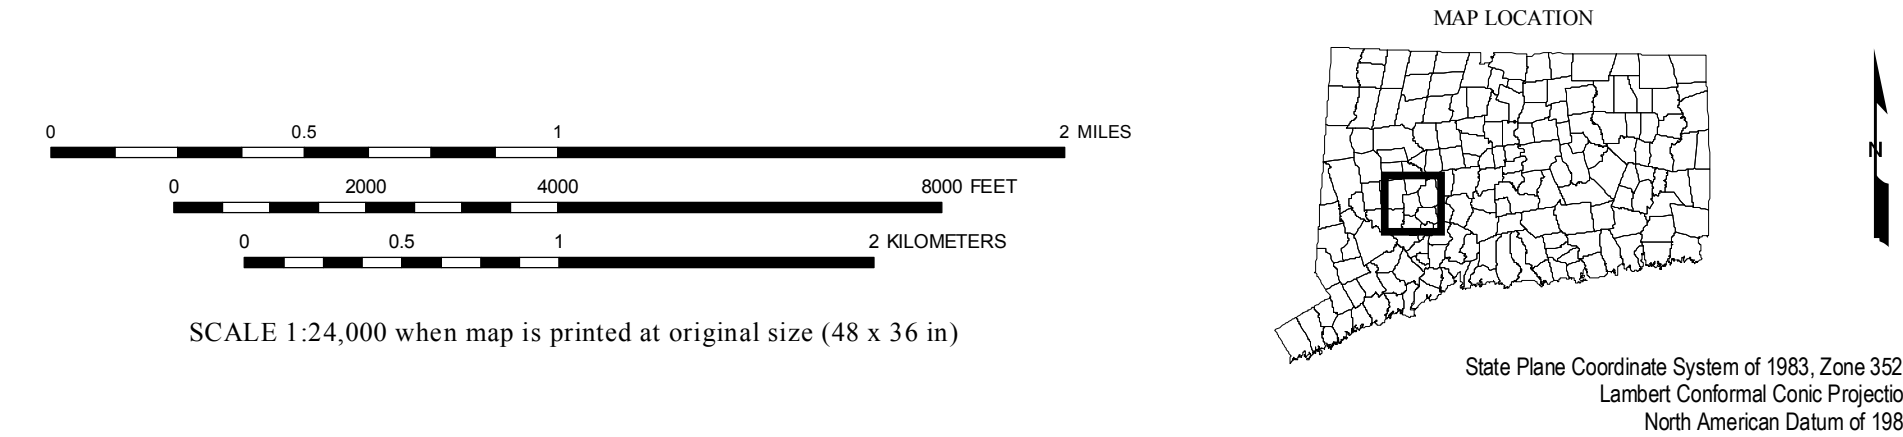 MAP LOCATION
0 0.5 1 2 MILES
0 2000 4000 8000 FEET
0 0.5 1 2 KILOMETERS
SCALE 1:24,000 when map is printed at original size (48 x 36 in)
N
State Plane Coordinate System of 1983, Zone 352
Lambert Conformal Conic Projectio
North American Datum of 198